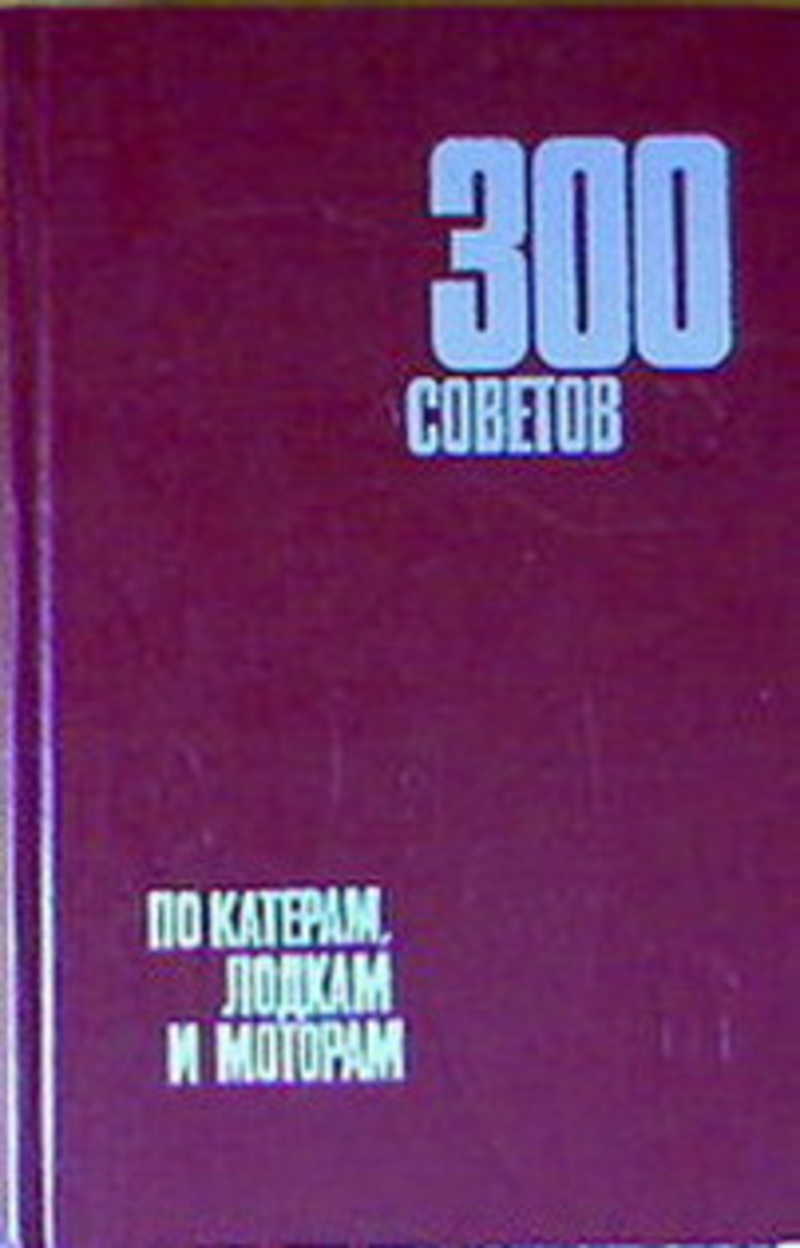 300
СОВЕТОВ
ПО КАТЕРАМ,
ЛОДКАМ
И МОТОРАМ